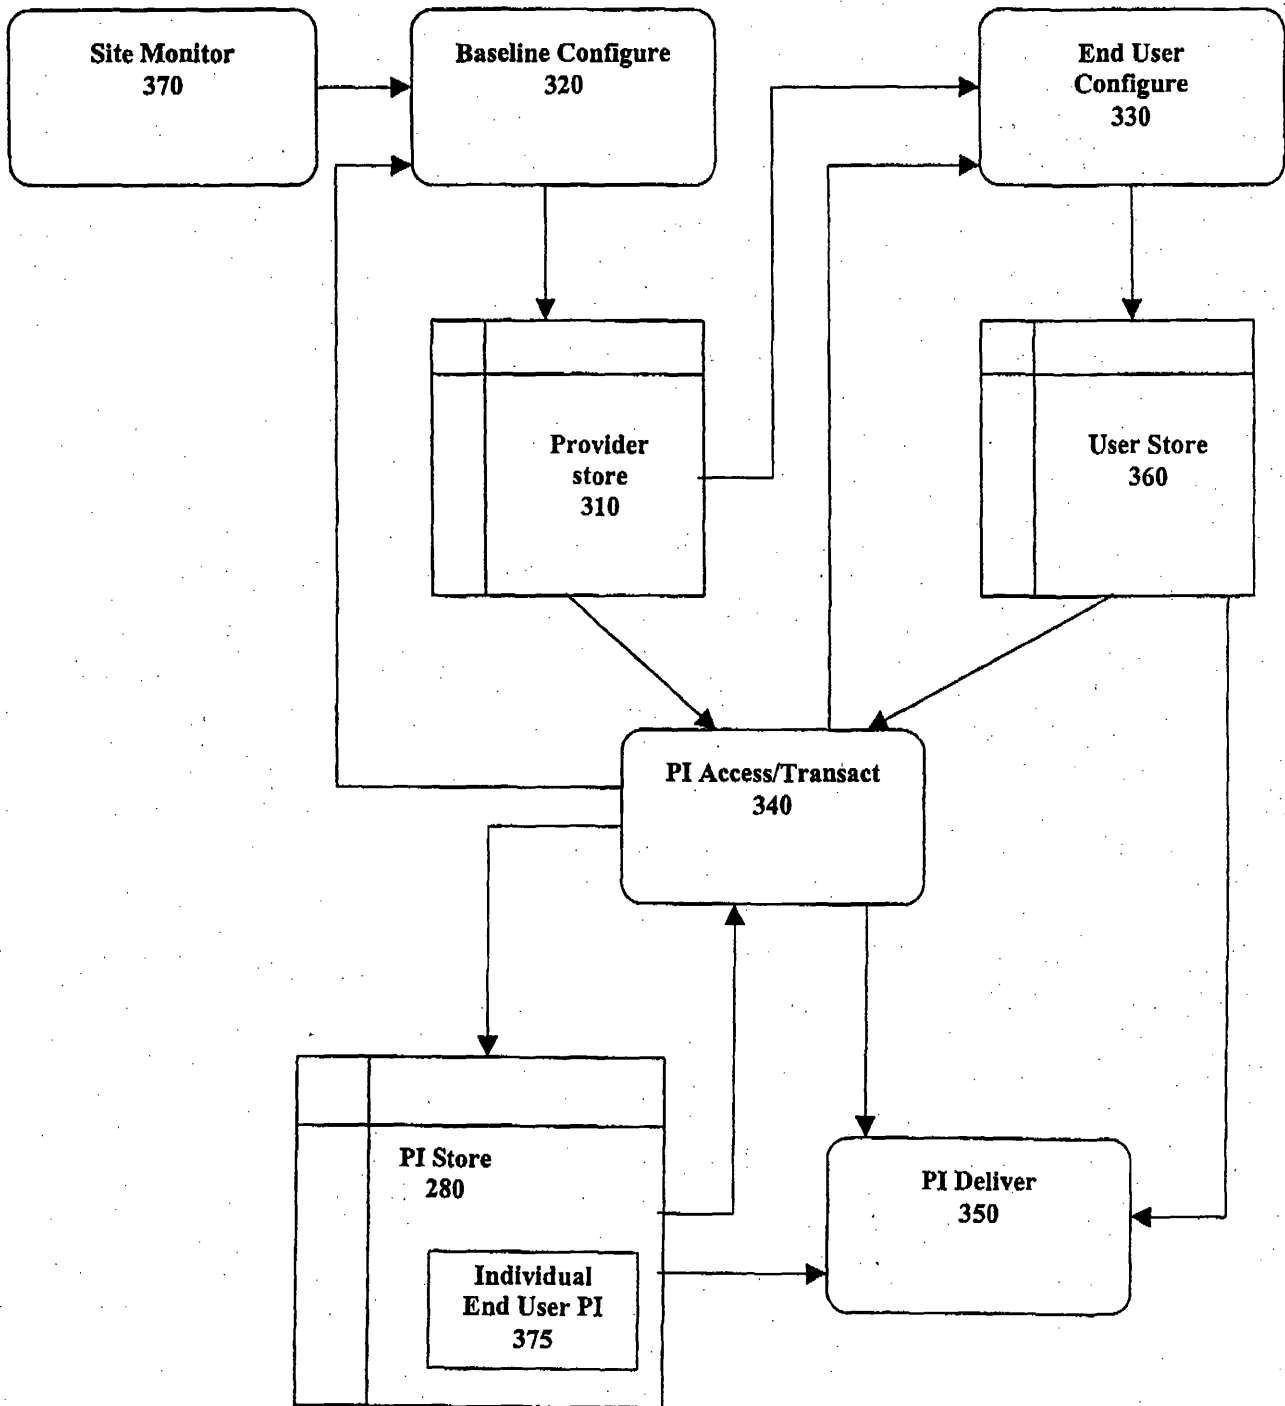 Site Monitor
370
Baseline Configure
320
End User
Configure
330
Provider
store
310
User Store
360
PI Access/Transact
340
PI Store
280
Individual
End User PI
375
PI Deliver
350